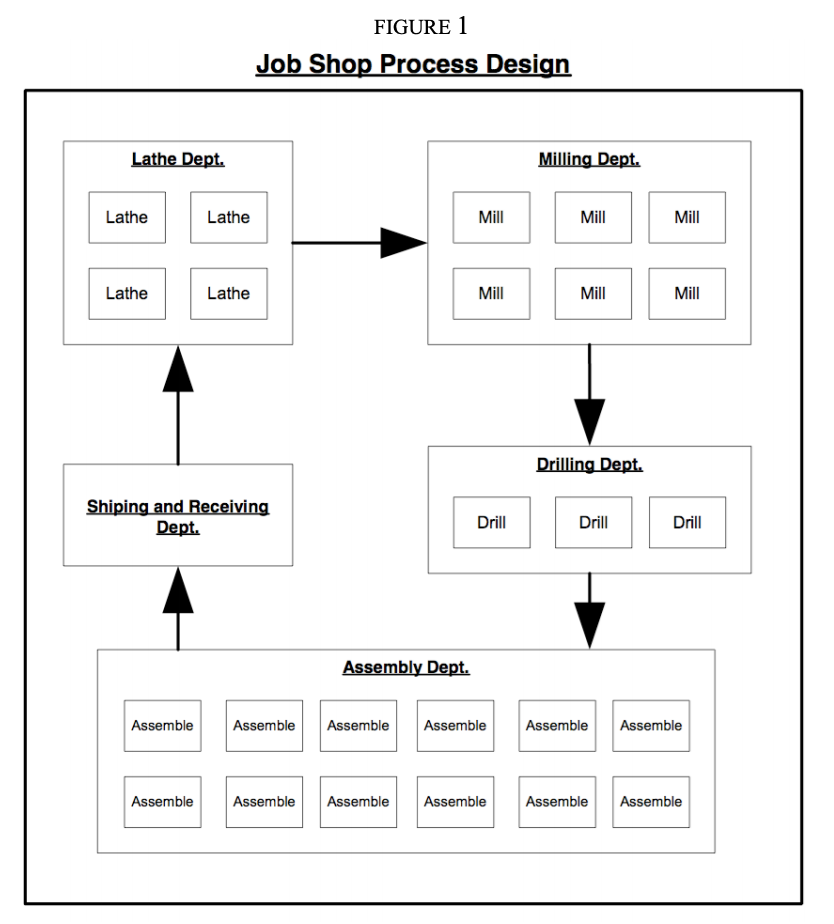 FIGURE 1
Job Shop Process Design
Lathe Dept.
Lathe Lathe
Lathe Lathe
Milling Dept.
Mill Mill Mill
Mill Mill Mill
Shiping and Receiving
Dept.
Drilling Dept.
Drill Drill Drill
Assembly Dept.
Assemble Assemble Assemble Assemble Assemble Assemble
Assemble Assemble Assemble Assemble Assemble Assemble